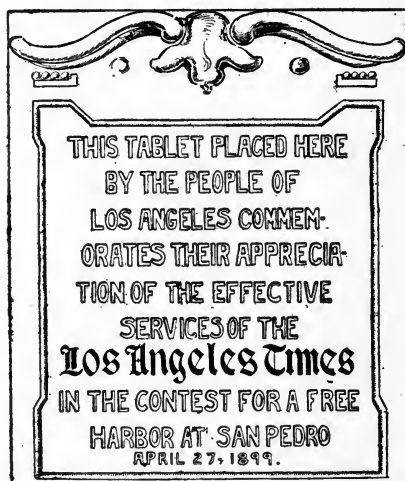 THIS TABLET PLACED HERE
BY THE PEOPLE OF
LOS ANGELES COMMEM-
ORATES THEIR APPRECIA-
TION OF THE EFFECTIVE
SERVICES OF THE
Los Angeles Times
IN THE CONTEST FOR A FREE
HARBOR AT SAN PEDRO
APRIL 27, 1899.